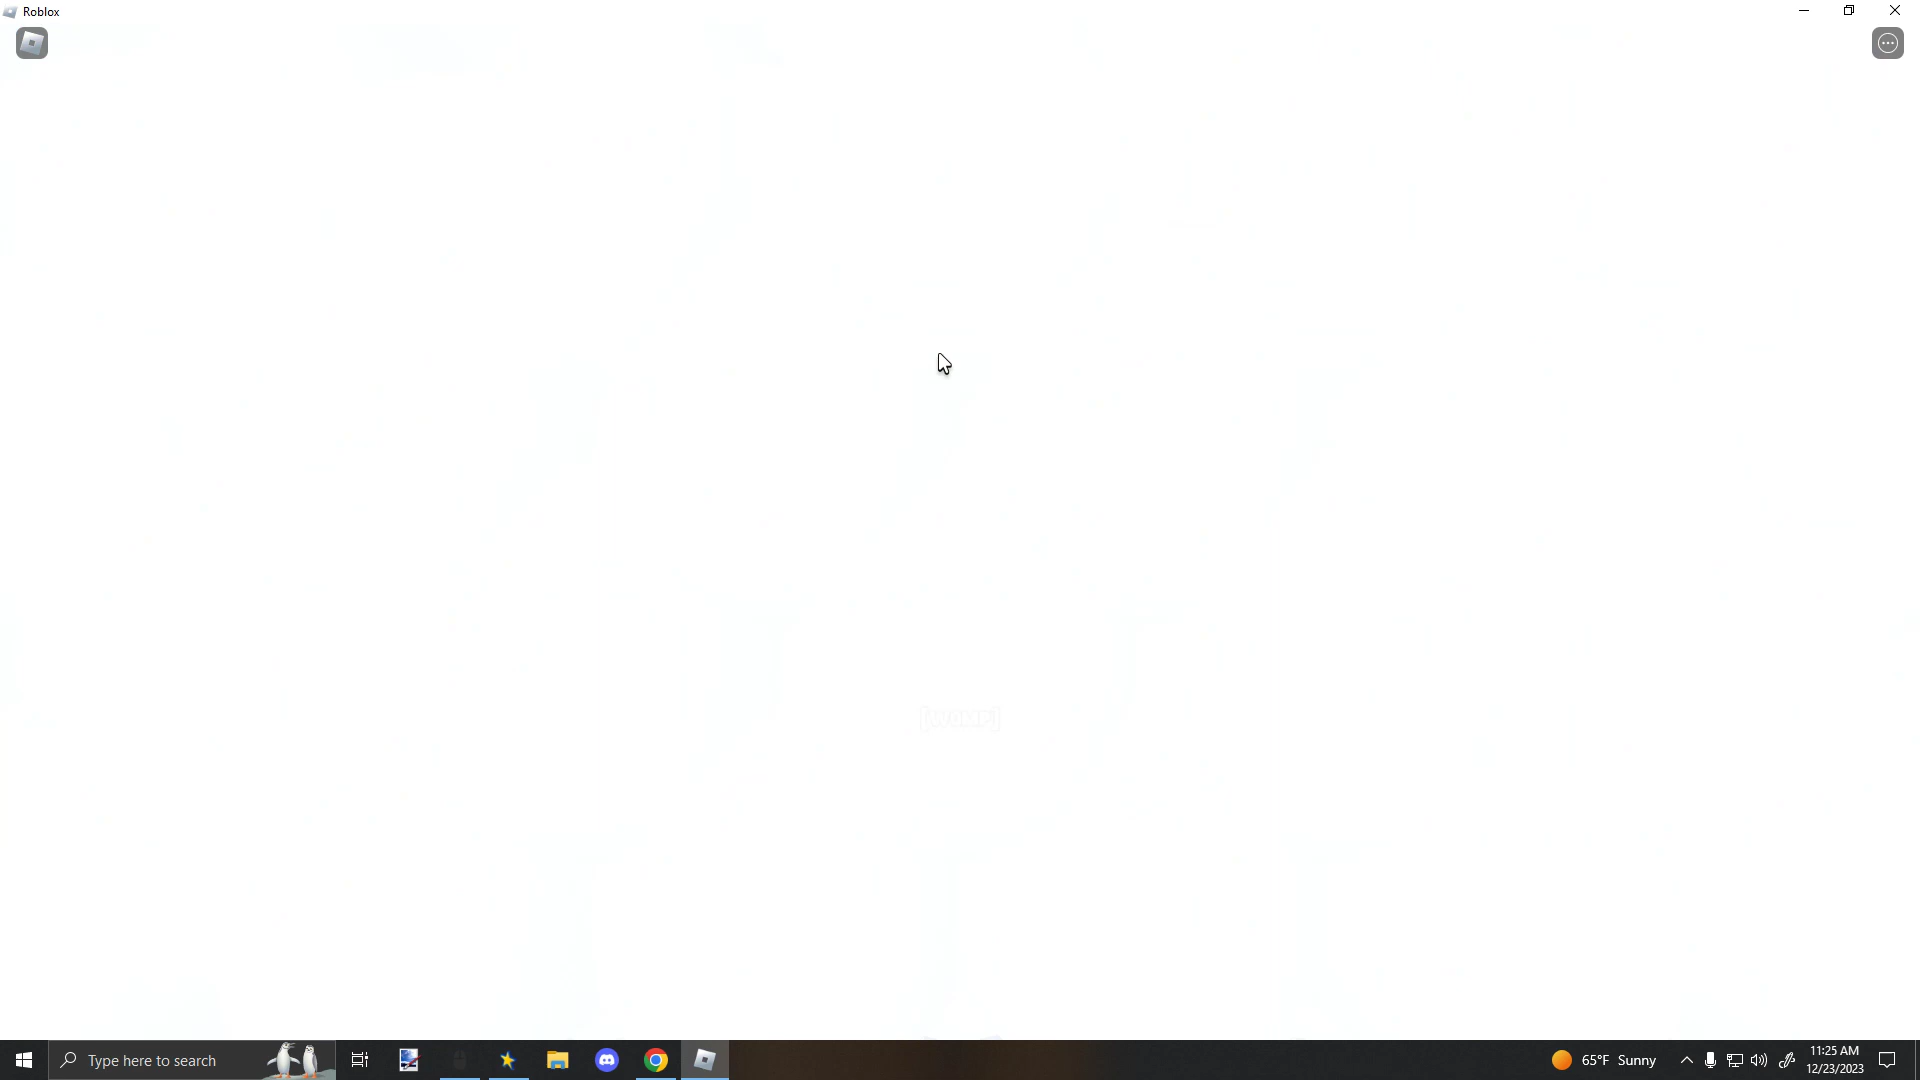 Roblox
Type here to search
65°F Sunny
11:25 AM
12/23/2023